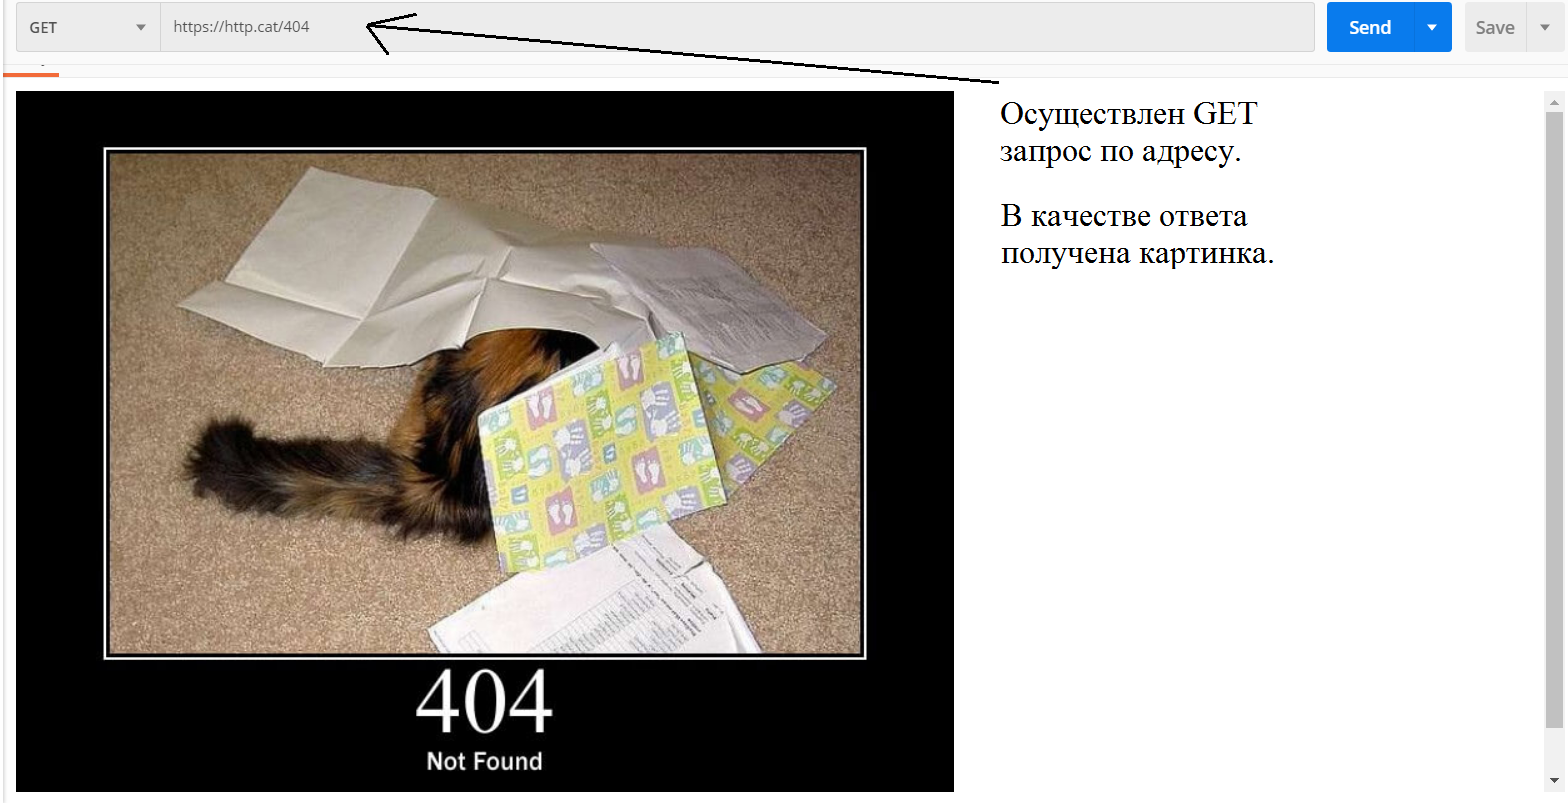 GET https://http.cat/404 Send Save
Осуществлен GET
запрос по адресу.
В качестве ответа
получена картинка.
404
Not Found